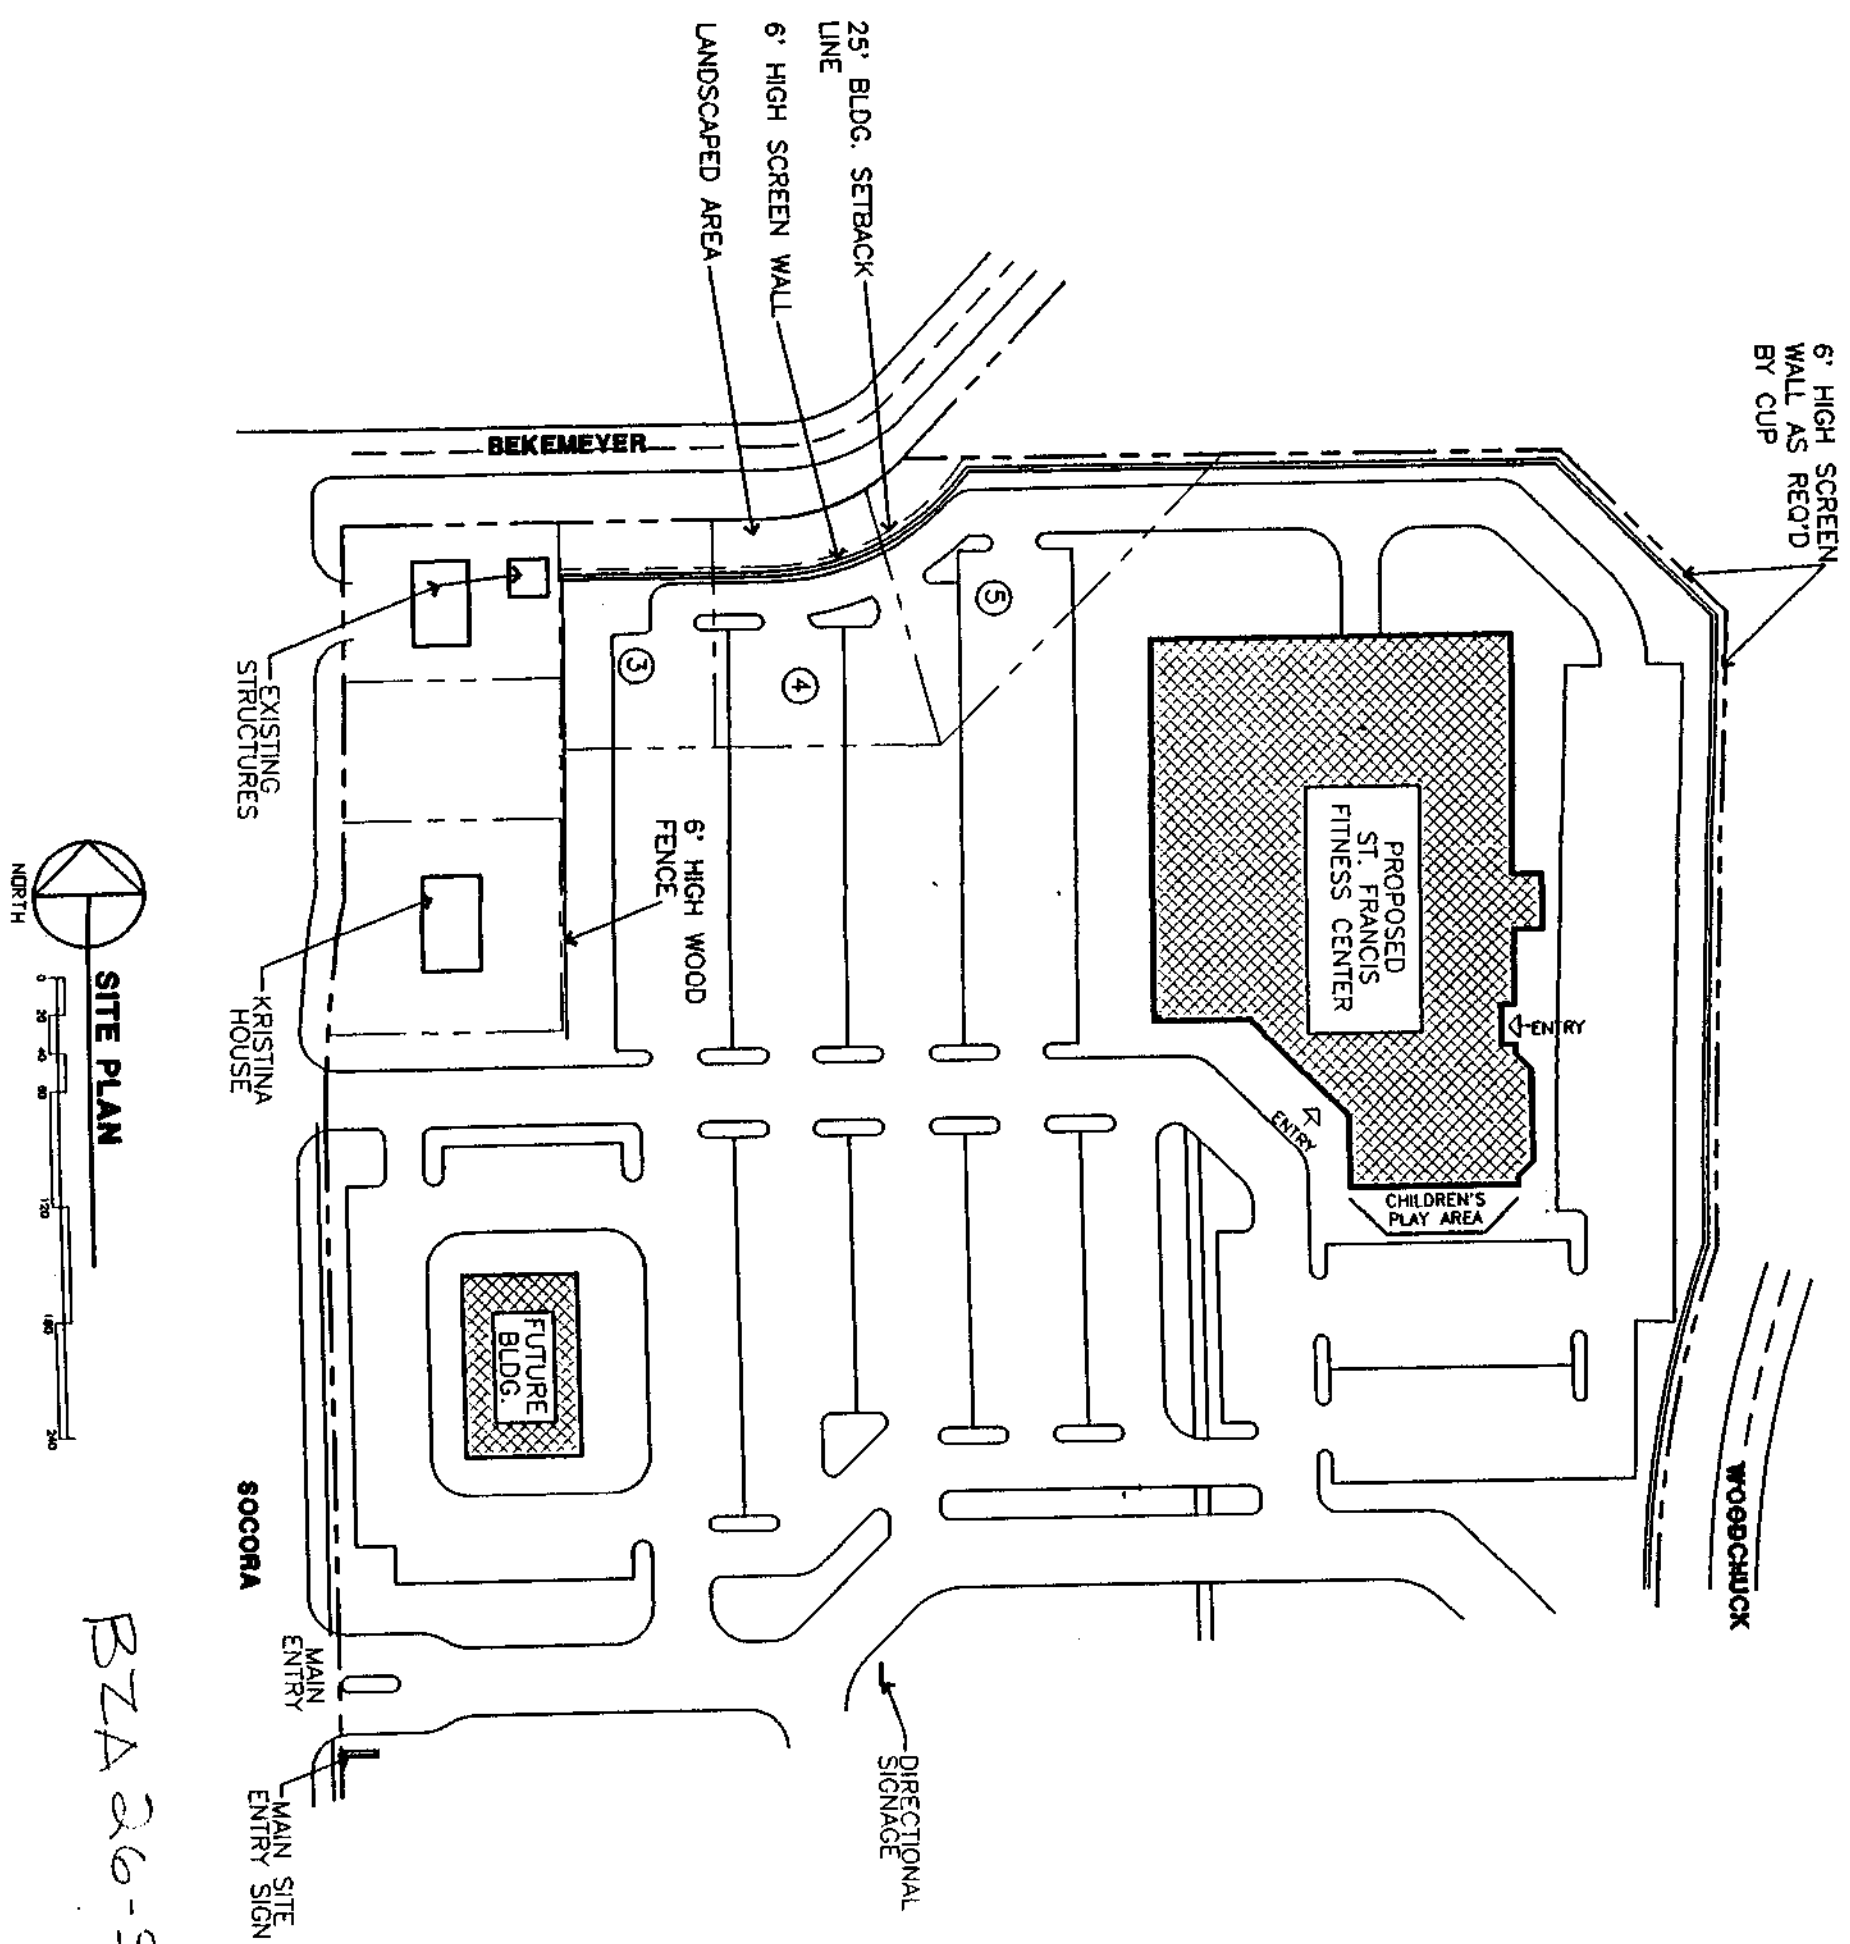 6' HIGH SCREEN
WALL AS REQ'D
BY CUP
25' BLDG. SETBACK
LINE
6' HIGH SCREEN WALL
LANDSCAPED AREA
BEKEMEYER
5
4
3
PROPOSED
ST. FRANCIS
FITNESS CENTER
ENTRY
ENTRY
CHILDREN'S
PLAY AREA
6' HIGH WOOD
FENCE
EXISTING
STRUCTURES
KRISTINA
HOUSE
FUTURE
BLDG.
WOODCHUCK
SOCORA
MAIN
ENTRY
DIRECTIONAL
SIGNAGE
MAIN SITE
ENTRY SIGN
NORTH
SITE PLAN
0 20 40 60 120 180 240
BZA 26-9